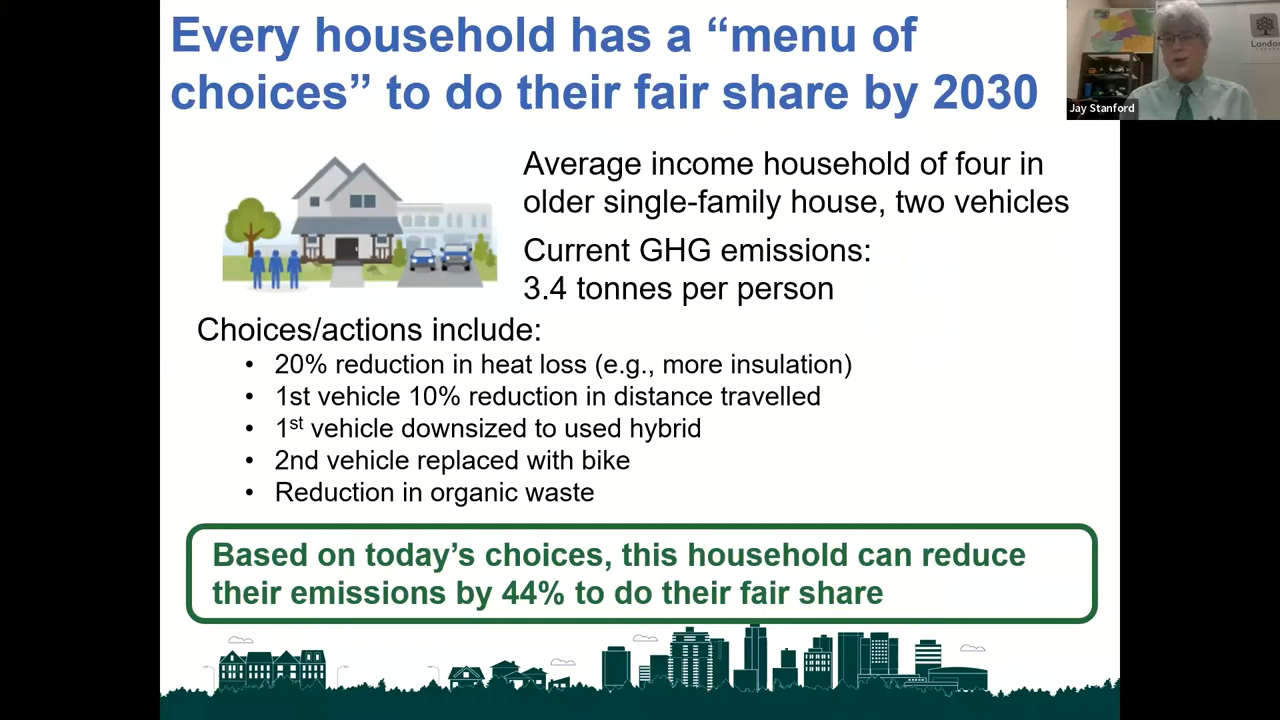 Every household has a “menu of
choices” to do their fair share by 2030
Jay Stanford
Average income household of four in
older single-family house, two vehicles
Current GHG emissions:
3.4 tonnes per person
Choices/actions include:
• 20% reduction in heat loss (e.g., more insulation)
• 1st vehicle 10% reduction in distance travelled
• 1st vehicle downsized to used hybrid
• 2nd vehicle replaced with bike
• Reduction in organic waste
Based on today’s choices, this household can reduce
their emissions by 44% to do their fair share